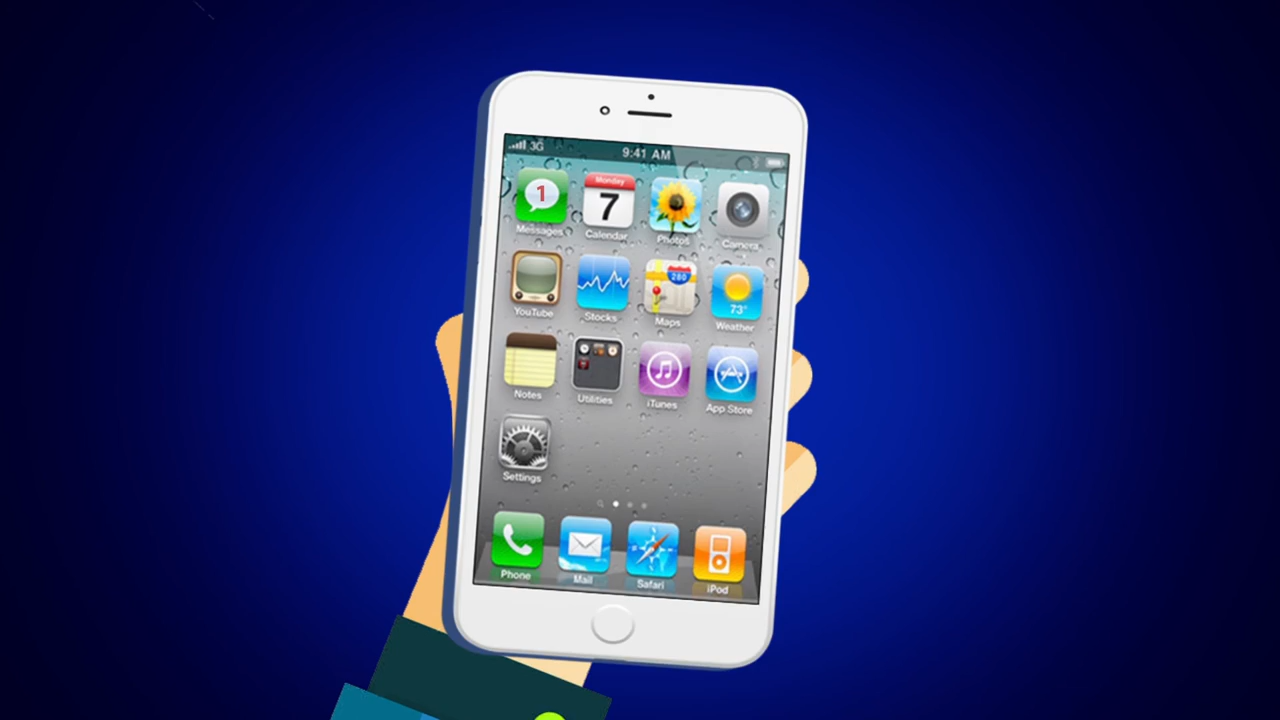 3G 9:41 AM
1 Monday 7
Messages Calendar Photos Camera
280 73°
YouTube Stocks Maps Weather
Notes Utilities iTunes App Store
Settings
Phone Mail Safari iPod